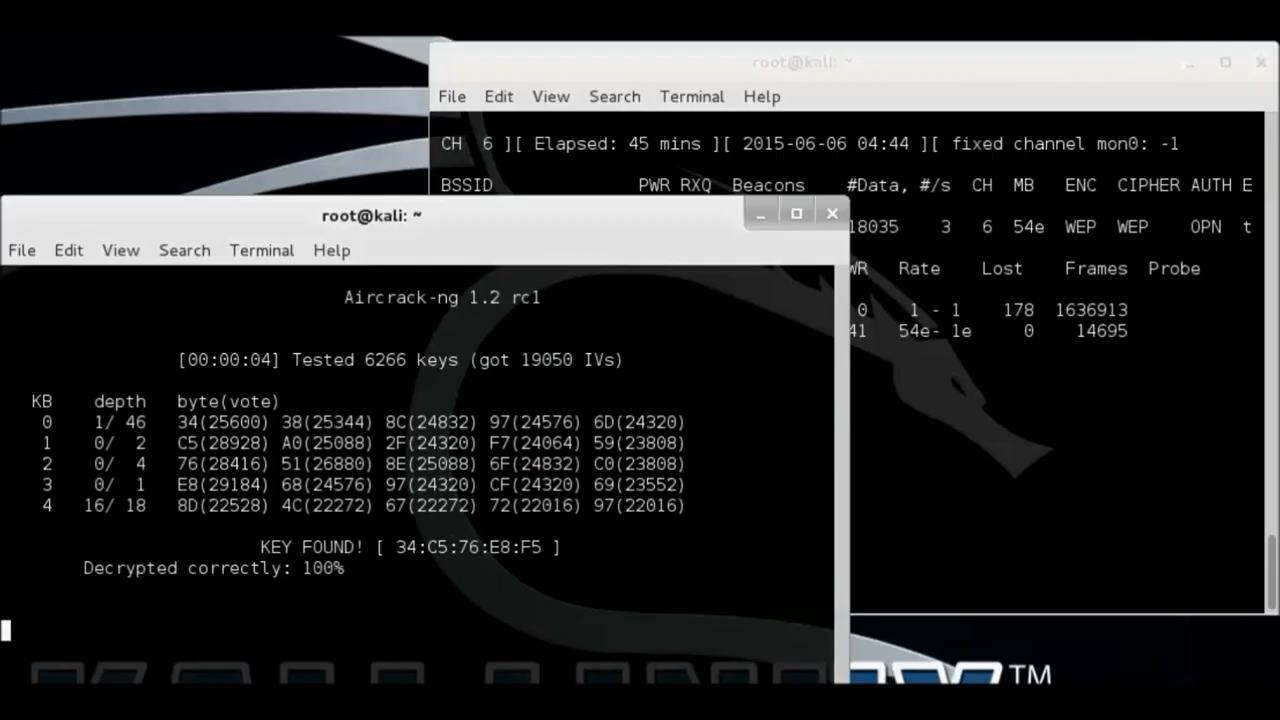 root@kali: ~
File Edit View Search Terminal Help
CH 6 ][ Elapsed: 45 mins ][ 2015-06-06 04:44 ][ fixed channel mon0: -1
BSSID PWR RXQ Beacons #Data, #/s CH MB ENC CIPHER AUTH E
18035 3 6 54e WEP WEP OPN t
WR Rate Lost Frames Probe
0 1 - 1 178 1636913
41 54e- 1e 0 14695
root@kali: ~
File Edit View Search Terminal Help
Aircrack-ng 1.2 rc1
[00:00:04] Tested 6266 keys (got 19050 IVs)
KB depth byte(vote)
0 1/ 46 34(25600) 38(25344) 8C(24832) 97(24576) 6D(24320)
1 0/ 2 C5(28928) A0(25088) 2F(24320) F7(24064) 59(23808)
2 0/ 4 76(28416) 51(26880) 8E(25088) 6F(24832) C0(23808)
3 0/ 1 E8(29184) 68(24576) 97(24320) CF(24320) 69(23552)
4 16/ 18 8D(22528) 4C(22272) 67(22272) 72(22016) 97(22016)
KEY FOUND! [ 34:C5:76:E8:F5 ]
Decrypted correctly: 100%
TM